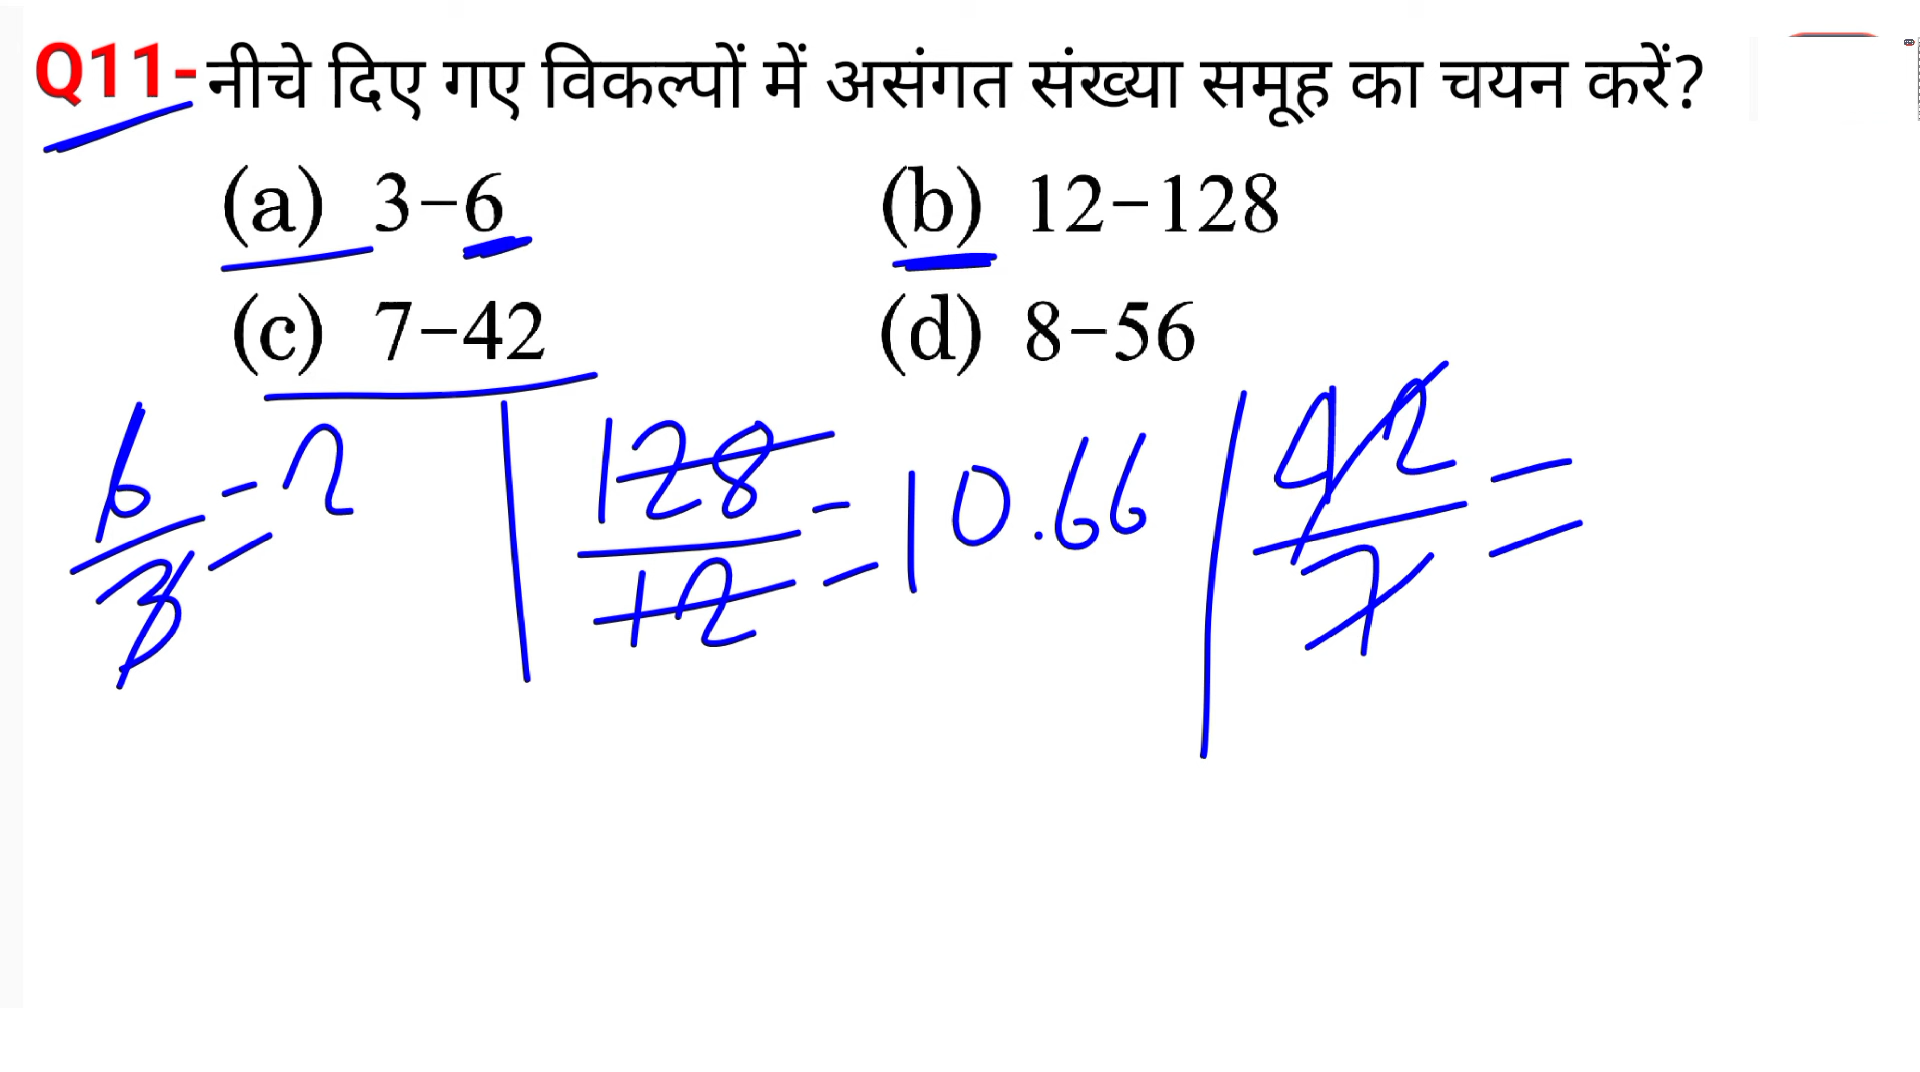 Q11-नीचे दिए गए विकल्पों में असंगत संख्या समूह का चयन करें?
(a) 3-6 (b) 12-128
(c) 7-42 (d) 8-56
6/3 = 2 | 128/12 = 10.66 | 42/7 =